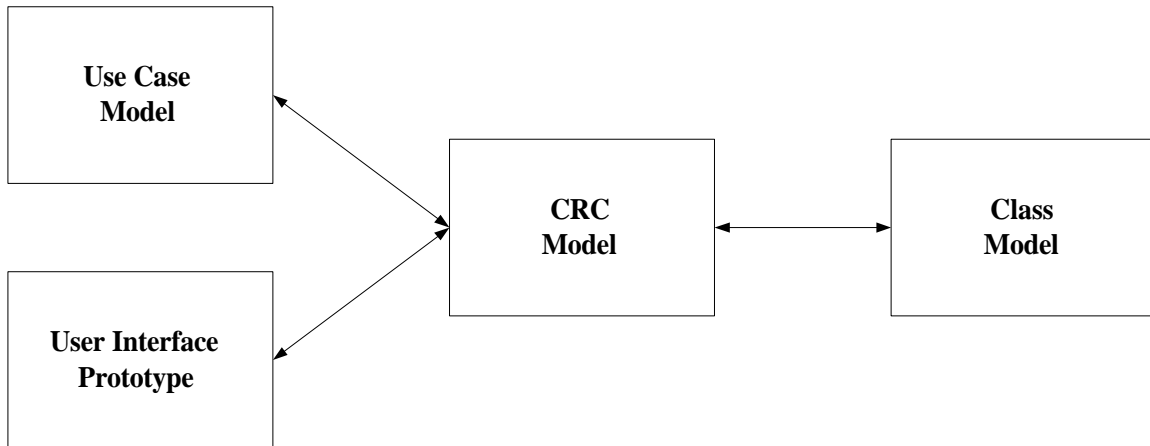 Use Case
Model
CRC
Model
Class
Model
User Interface
Prototype